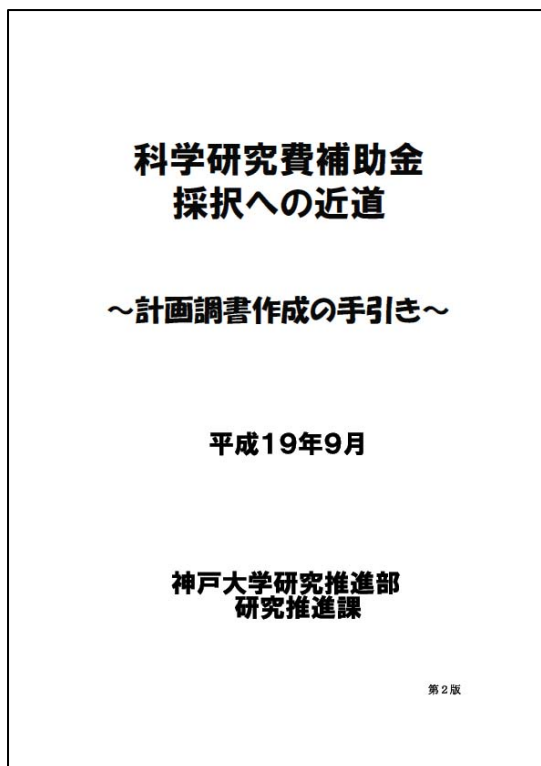 科学研究費補助金
採択への近道
～計画調書作成の手引き～
平成19年9月
神戸大学研究推進部
研究推進課
第2版